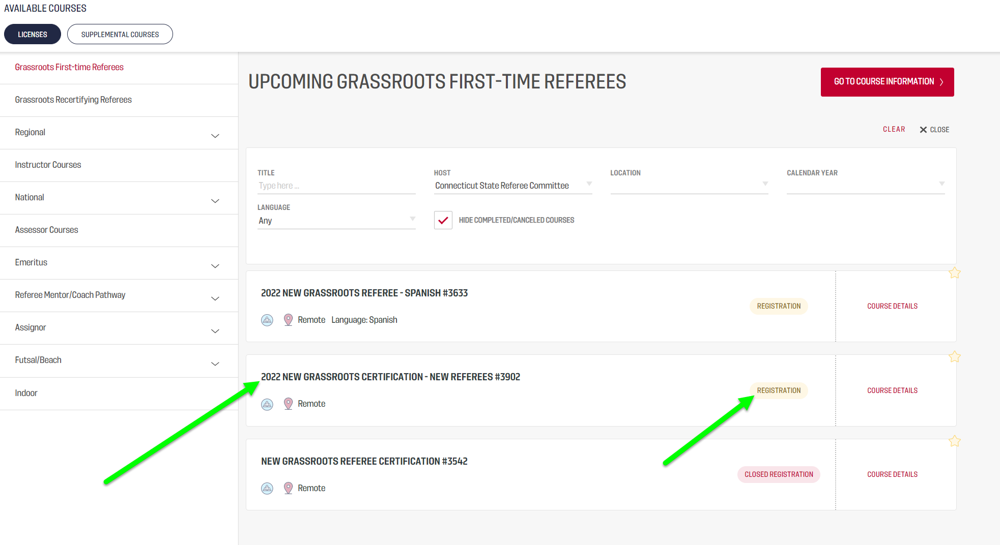 AVAILABLE COURSES
LICENSES
SUPPLEMENTAL COURSES
Grassroots First-time Referees
Grassroots Recertifying Referees
Regional
Instructor Courses
National
Assessor Courses
Emeritus
Referee Mentor/Coach Pathway
Assignor
Futsal/Beach
Indoor
UPCOMING GRASSROOTS FIRST-TIME REFEREES
GO TO COURSE INFORMATION
CLEAR
CLOSE
TITLE
Type here ...
HOST
Connecticut State Referee Committee
LOCATION
CALENDAR YEAR
LANGUAGE
Any
HIDE COMPLETED/CANCELED COURSES
2022 NEW GRASSROOTS REFEREE - SPANISH #3633
Remote Language: Spanish
REGISTRATION
COURSE DETAILS
2022 NEW GRASSROOTS CERTIFICATION - NEW REFEREES #3902
Remote
REGISTRATION
COURSE DETAILS
NEW GRASSROOTS REFEREE CERTIFICATION #3542
Remote
CLOSED REGISTRATION
COURSE DETAILS